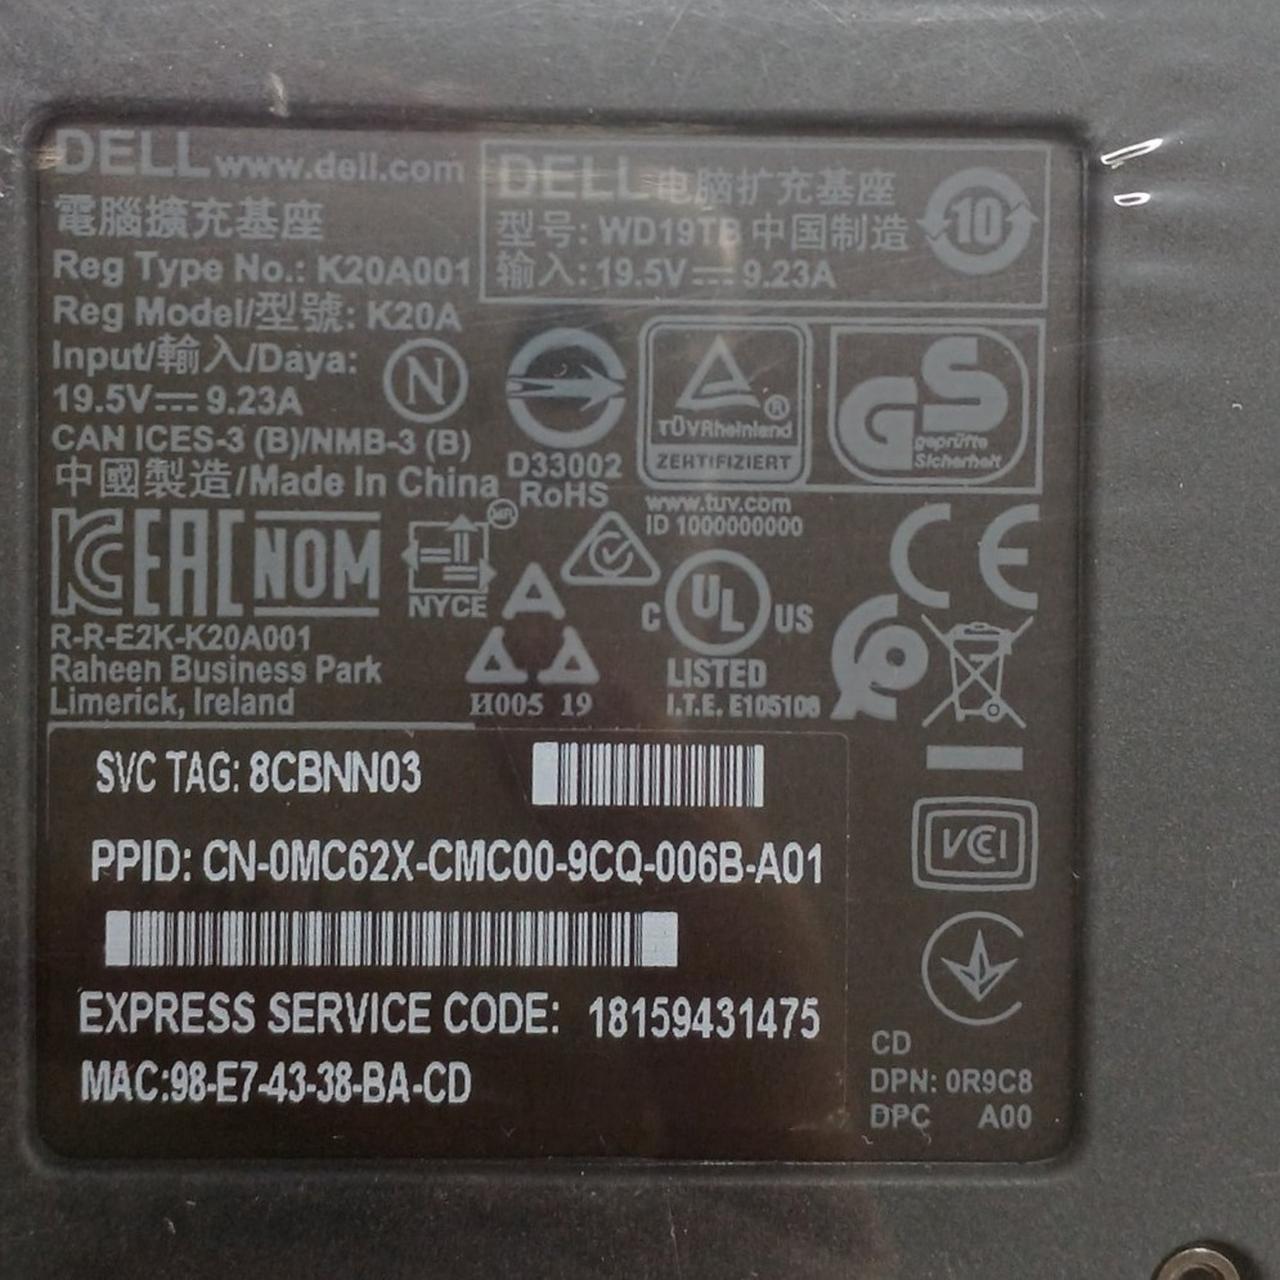 DELL www.dell.com
電腦擴充基座
Reg Type No.: K20A001
Reg Model/型號: K20A
Input/輸入/Daya:
19.5V⎓9.23A
CAN ICES-3 (B)/NMB-3 (B)
中國製造/Made In China
DELL 电脑扩充基座
型号: WD19TB 中国制造
输入: 19.5V⎓9.23A
10
N
D33002
RoHS
TÜVRheinland
ZERTIFIZIERT
GS
geprüfte
Sicherheit
www.tuv.com
ID 1000000000
KC EAC NOM
NYCE MR
CE
C UL US
LISTED
I.T.E. E105108
R-R-E2K-K20A001
Raheen Business Park
Limerick, Ireland
И005 19
SVC TAG: 8CBNN03
PPID: CN-0MC62X-CMC00-9CQ-006B-A01
EXPRESS SERVICE CODE: 18159431475
MAC:98-E7-43-38-BA-CD
VCCI
CD
DPN: 0R9C8
DPC A00